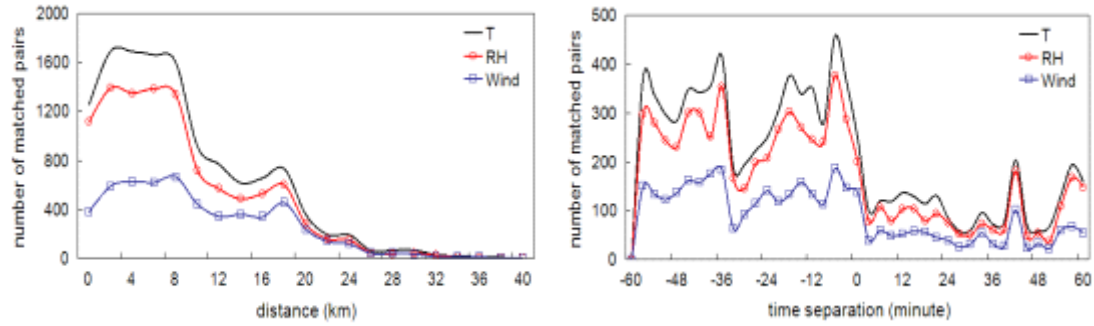 2000
1600
1200
800
400
0
number of matched pairs
T
RH
Wind
0 4 8 12 16 20 24 28 32 36 40
distance (km)
500
400
300
200
100
0
number of matched pairs
T
RH
Wind
-60 -48 -36 -24 -12 0 12 24 36 48 60
time separation (minute)